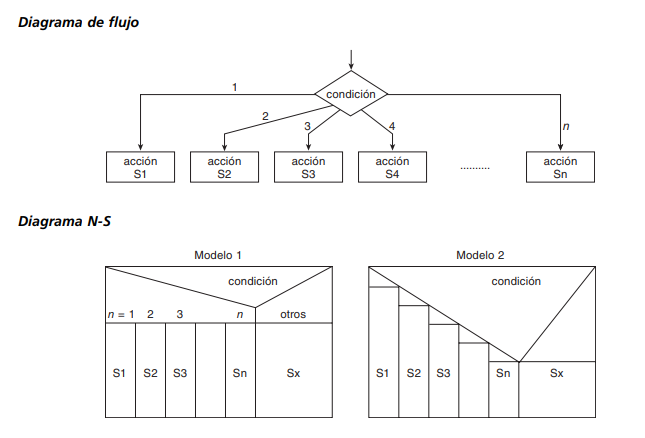 Diagrama de flujo
condición
1
2
3
4
n
acción
S1
acción
S2
acción
S3
acción
S4
..........
acción
Sn
Diagrama N-S
Modelo 1
condición
n = 1 2 3 n otros
S1 S2 S3 Sn Sx
Modelo 2
condición
S1 S2 S3 Sn Sx